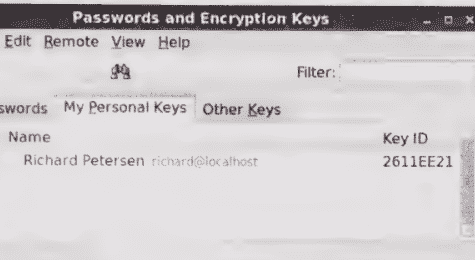 Passwords and Encryption Keys
Edit Remote View Help
Filter:
swords My Personal Keys Other Keys
Name Key ID
Richard Petersen richard@localhost 2611EE21